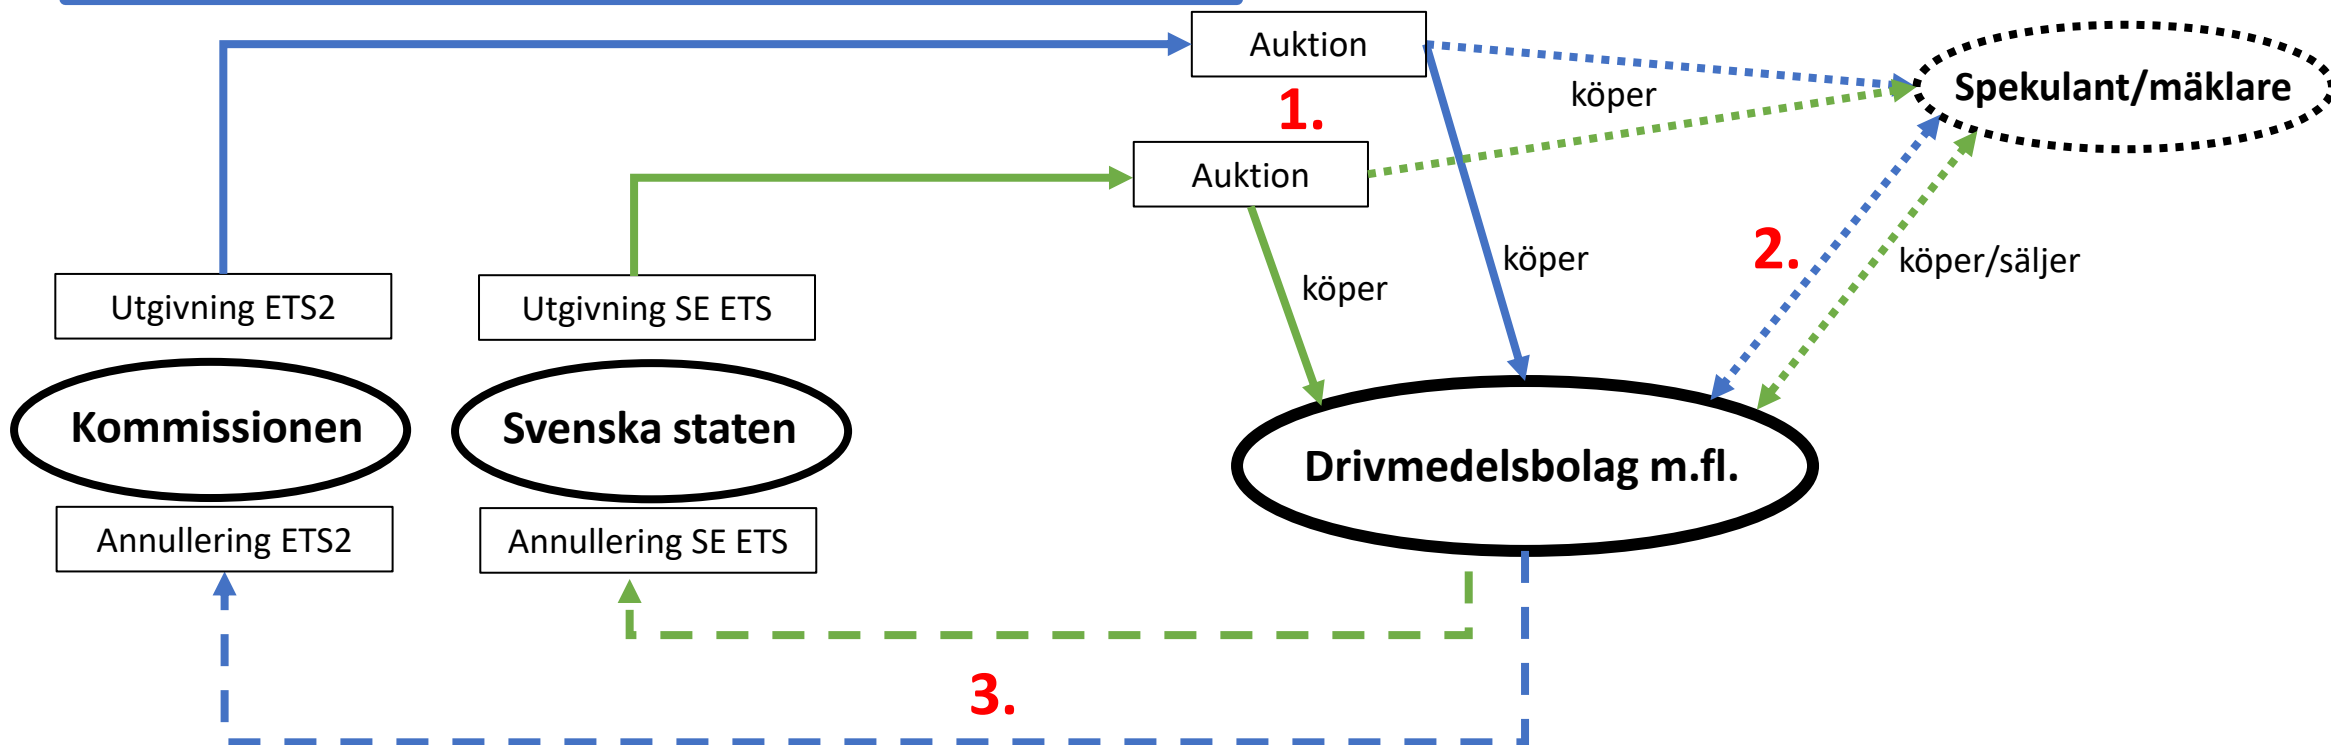 Auktion
Spekulant/mäklare
köper
1.
Auktion
2.
köper/säljer
köper
köper
Utgivning ETS2
Utgivning SE ETS
Kommissionen
Svenska staten
Drivmedelsbolag m.fl.
Annullering ETS2
Annullering SE ETS
3.